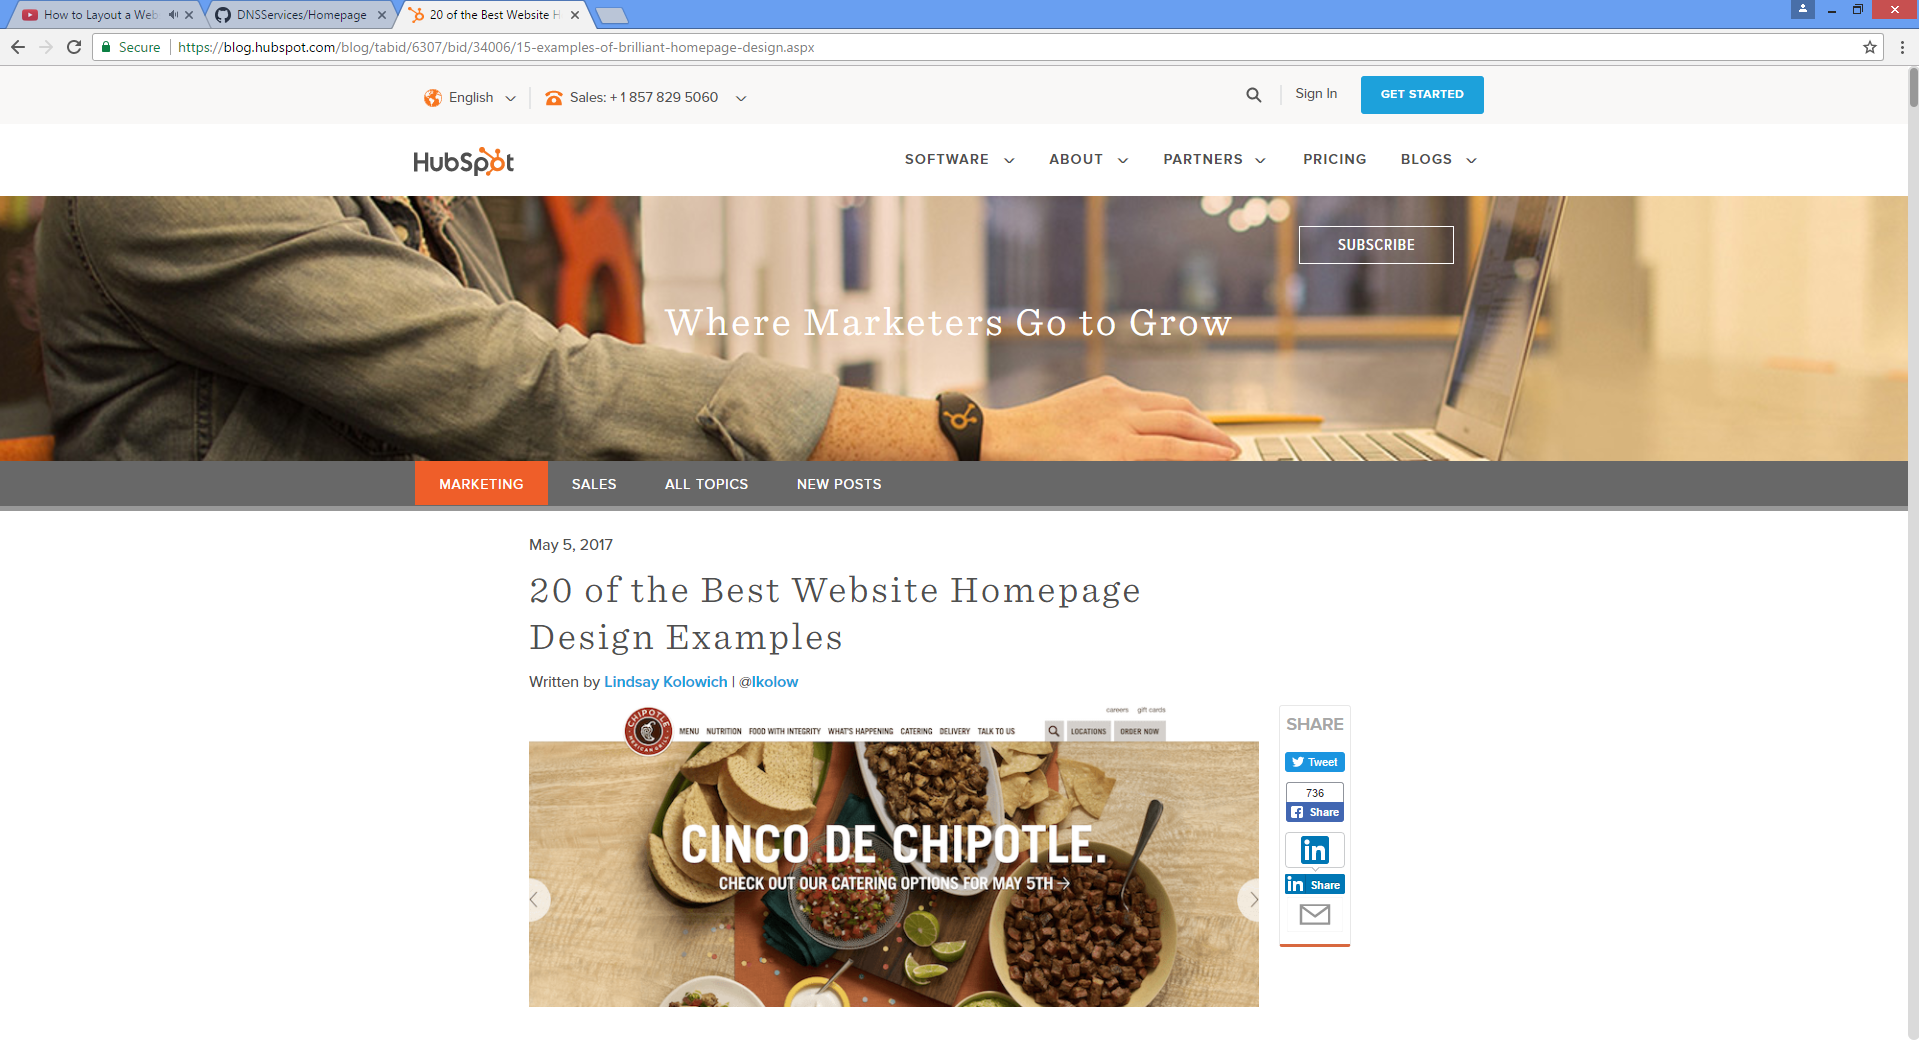 How to Layout a Web
DNSServices/Homepage
20 of the Best Website H
Secure
https://blog.hubspot.com/blog/tabid/6307/bid/34006/15-examples-of-brilliant-homepage-design.aspx
English
Sales: +1 857 829 5060
Sign In
GET STARTED
HubSpot
SOFTWARE
ABOUT
PARTNERS
PRICING
BLOGS
SUBSCRIBE
Where Marketers Go to Grow
MARKETING
SALES
ALL TOPICS
NEW POSTS
May 5, 2017
20 of the Best Website Homepage
Design Examples
Written by Lindsay Kolowich | @lkolow
careers gift cards
CHIPOTLE
MEXICAN GRILL
MENU NUTRITION FOOD WITH INTEGRITY WHAT'S HAPPENING CATERING DELIVERY TALK TO US
LOCATIONS
ORDER NOW
CINCO DE CHIPOTLE.
CHECK OUT OUR CATERING OPTIONS FOR MAY 5TH →
SHARE
Tweet
736
Share
in
in Share